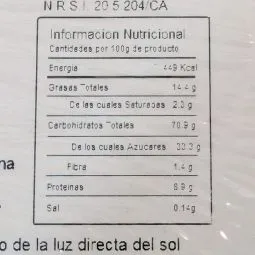 N R S I. 20 5 204/CA
Informacion Nutricional
Cantidades por 100g de producto
Energia 449 Kcal
Grasas Totales 14.4 g
De las cuales Saturadas 2.3 g
Carbohidratos Totales 70.9 g
De los cuales Azucares 33.3 g
Fibra 1.4 g
Proteinas 8.9 g
Sal 0.14g
o de la luz directa del sol